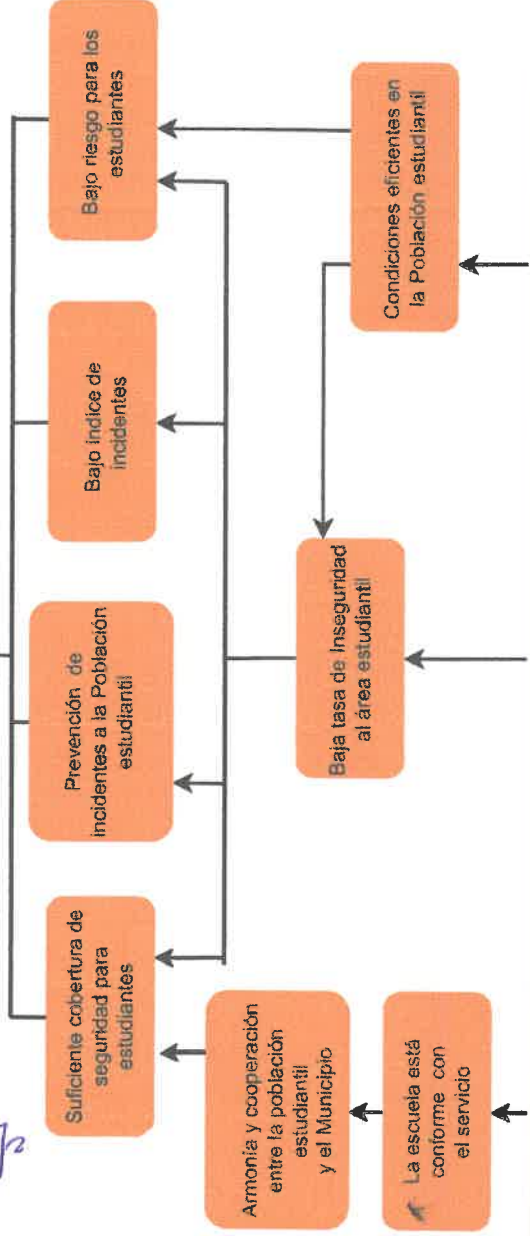 Suficiente cobertura de
seguridad para
estudiantes
Prevención de
incidentes a la Población
estudiantil
Bajo índice de
incidentes
Bajo riesgo para los
estudiantes
Armonía y cooperación
entre la población
estudiantil
y el Municipio
Baja tasa de Inseguridad
al área estudiantil
Condiciones eficientes en
la Población estudiantil
La escuela está
conforme con
el servicio